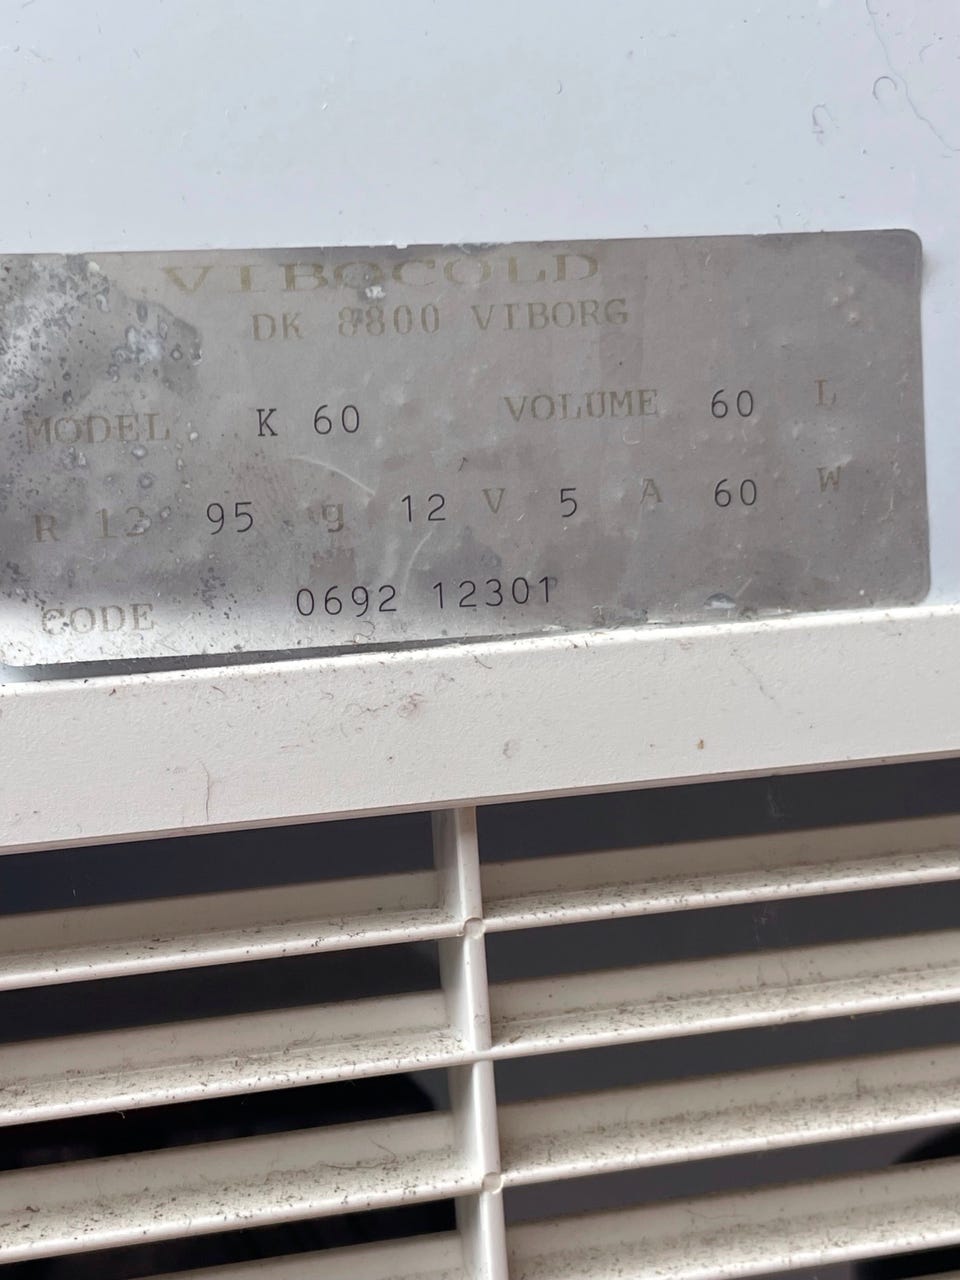 VIBOCOLD
DK 8800 VIBORG
MODEL K 60 VOLUME 60 L
R 12 95 g 12 V 5 A 60 W
CODE 0692 12301